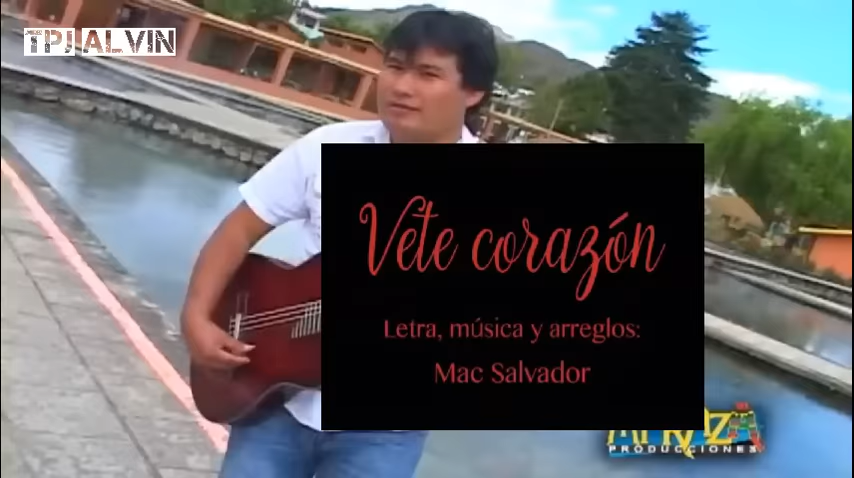 TPJ ALVIN
Vete corazón
Letra, música y arreglos:
Mac Salvador
PRODUCCIONES